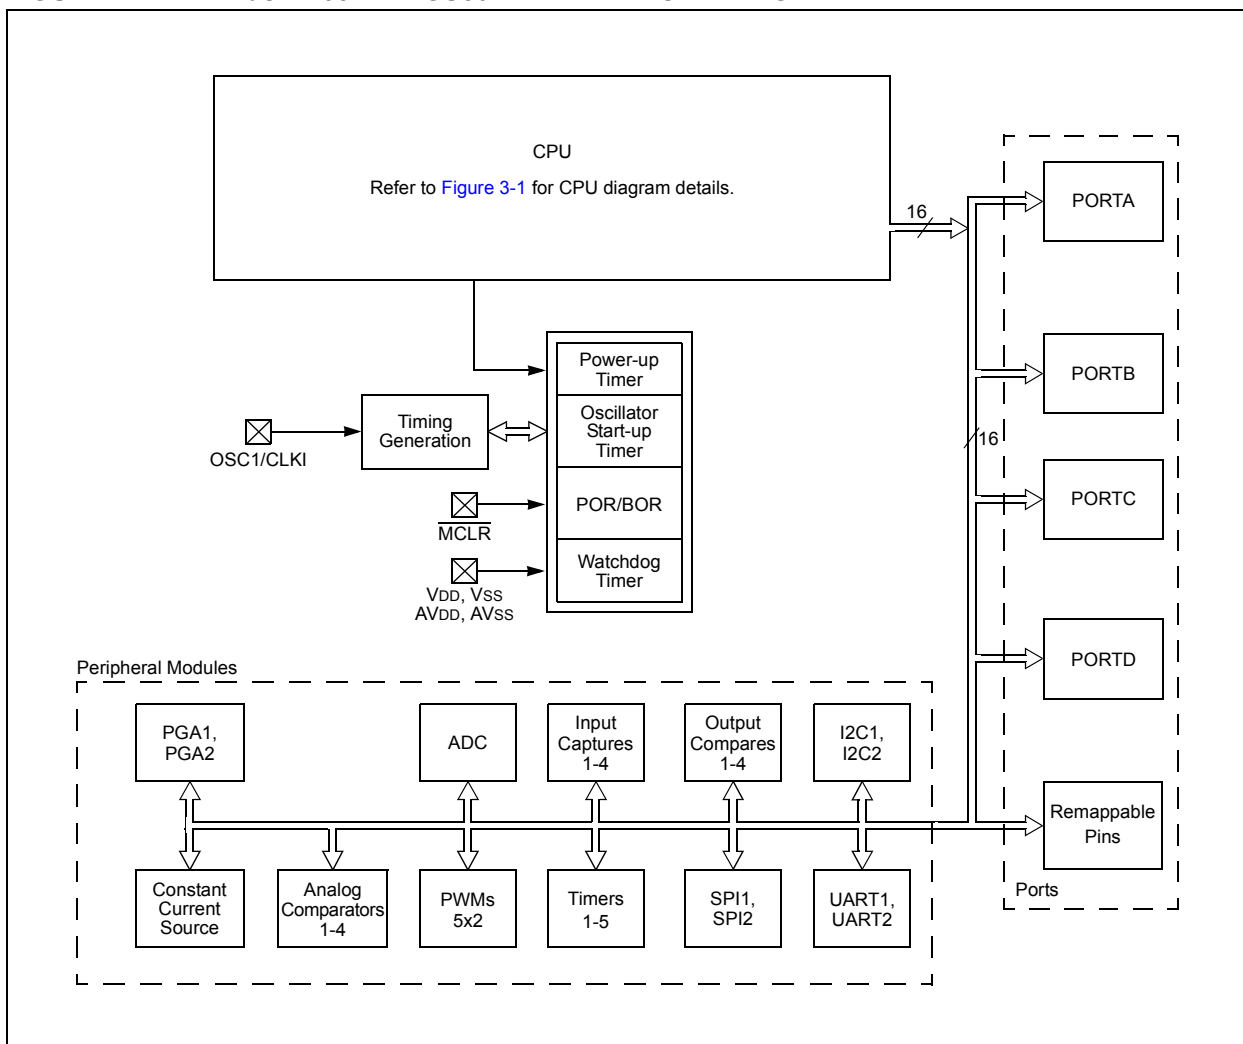 CPU
Refer to Figure 3-1 for CPU diagram details.
16
PORTA
Power-up
Timer
PORTB
Oscillator
Start-up
Timer
Timing
Generation
OSC1/CLKI
16
POR/BOR
MCLR
PORTC
Watchdog
Timer
VDD, VSS
AVDD, AVSS
PORTD
Peripheral Modules
PGA1,
PGA2
ADC
Input
Captures
1-4
Output
Compares
1-4
I2C1,
I2C2
Remappable
Pins
Constant
Current
Source
Analog
Comparators
1-4
PWMs
5x2
Timers
1-5
SPI1,
SPI2
UART1,
UART2
Ports